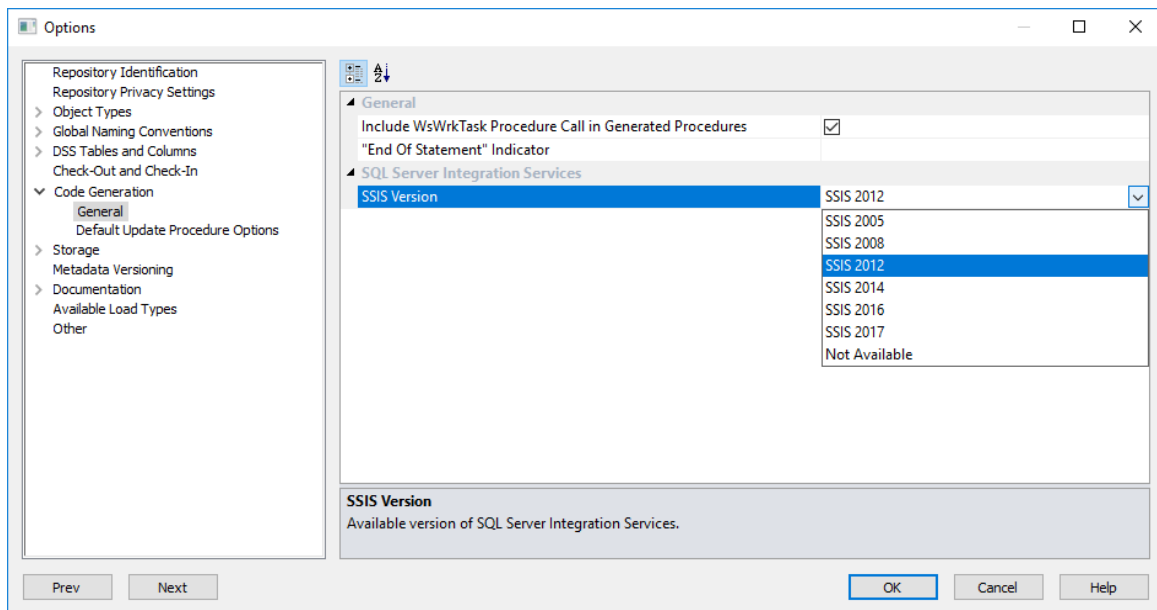 Options
Repository Identification
Repository Privacy Settings
Object Types
Global Naming Conventions
DSS Tables and Columns
Check-Out and Check-In
Code Generation
General
Default Update Procedure Options
Storage
Metadata Versioning
Documentation
Available Load Types
Other
General
Include WsWrkTask Procedure Call in Generated Procedures
"End Of Statement" Indicator
SQL Server Integration Services
SSIS Version SSIS 2012
SSIS 2005
SSIS 2008
SSIS 2012
SSIS 2014
SSIS 2016
SSIS 2017
Not Available
SSIS Version
Available version of SQL Server Integration Services.
Prev Next OK Cancel Help